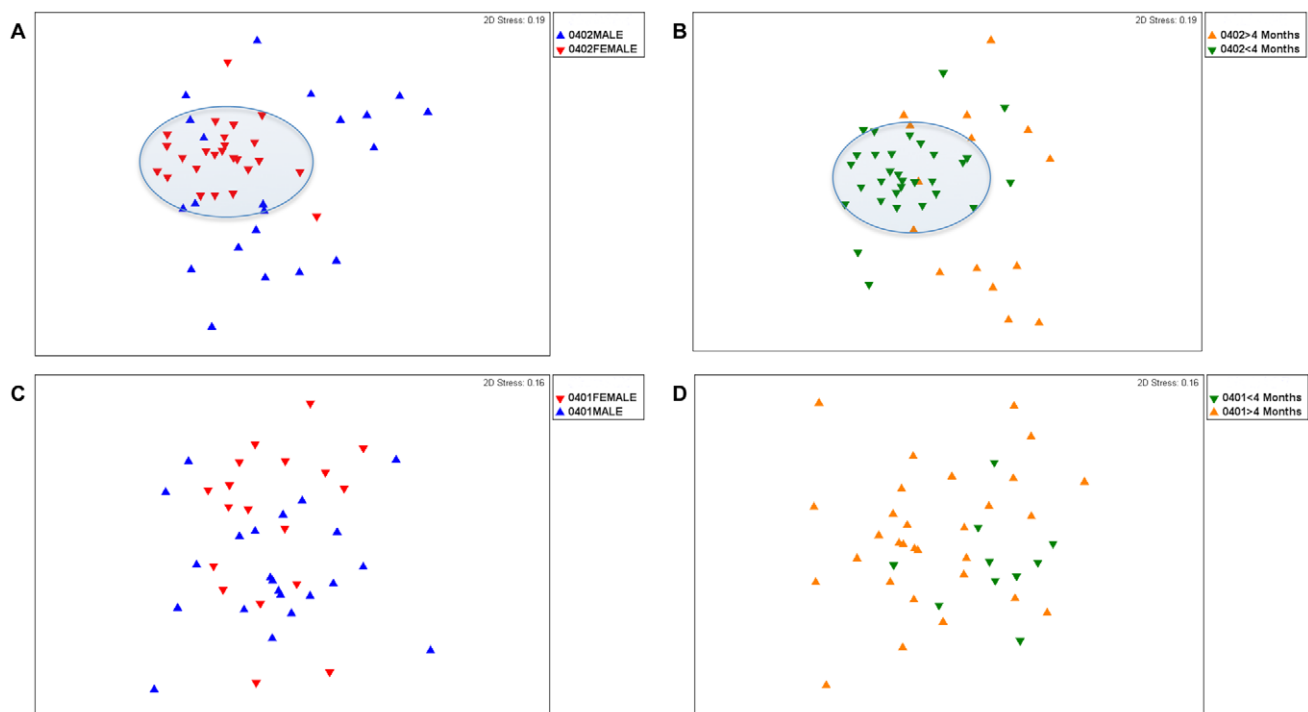 A
2D Stress: 0.19
0402MALE
0402FEMALE
B
2D Stress: 0.19
0402>4 Months
0402<4 Months
C
2D Stress: 0.16
0401FEMALE
0401MALE
D
2D Stress: 0.16
0401<4 Months
0401>4 Months